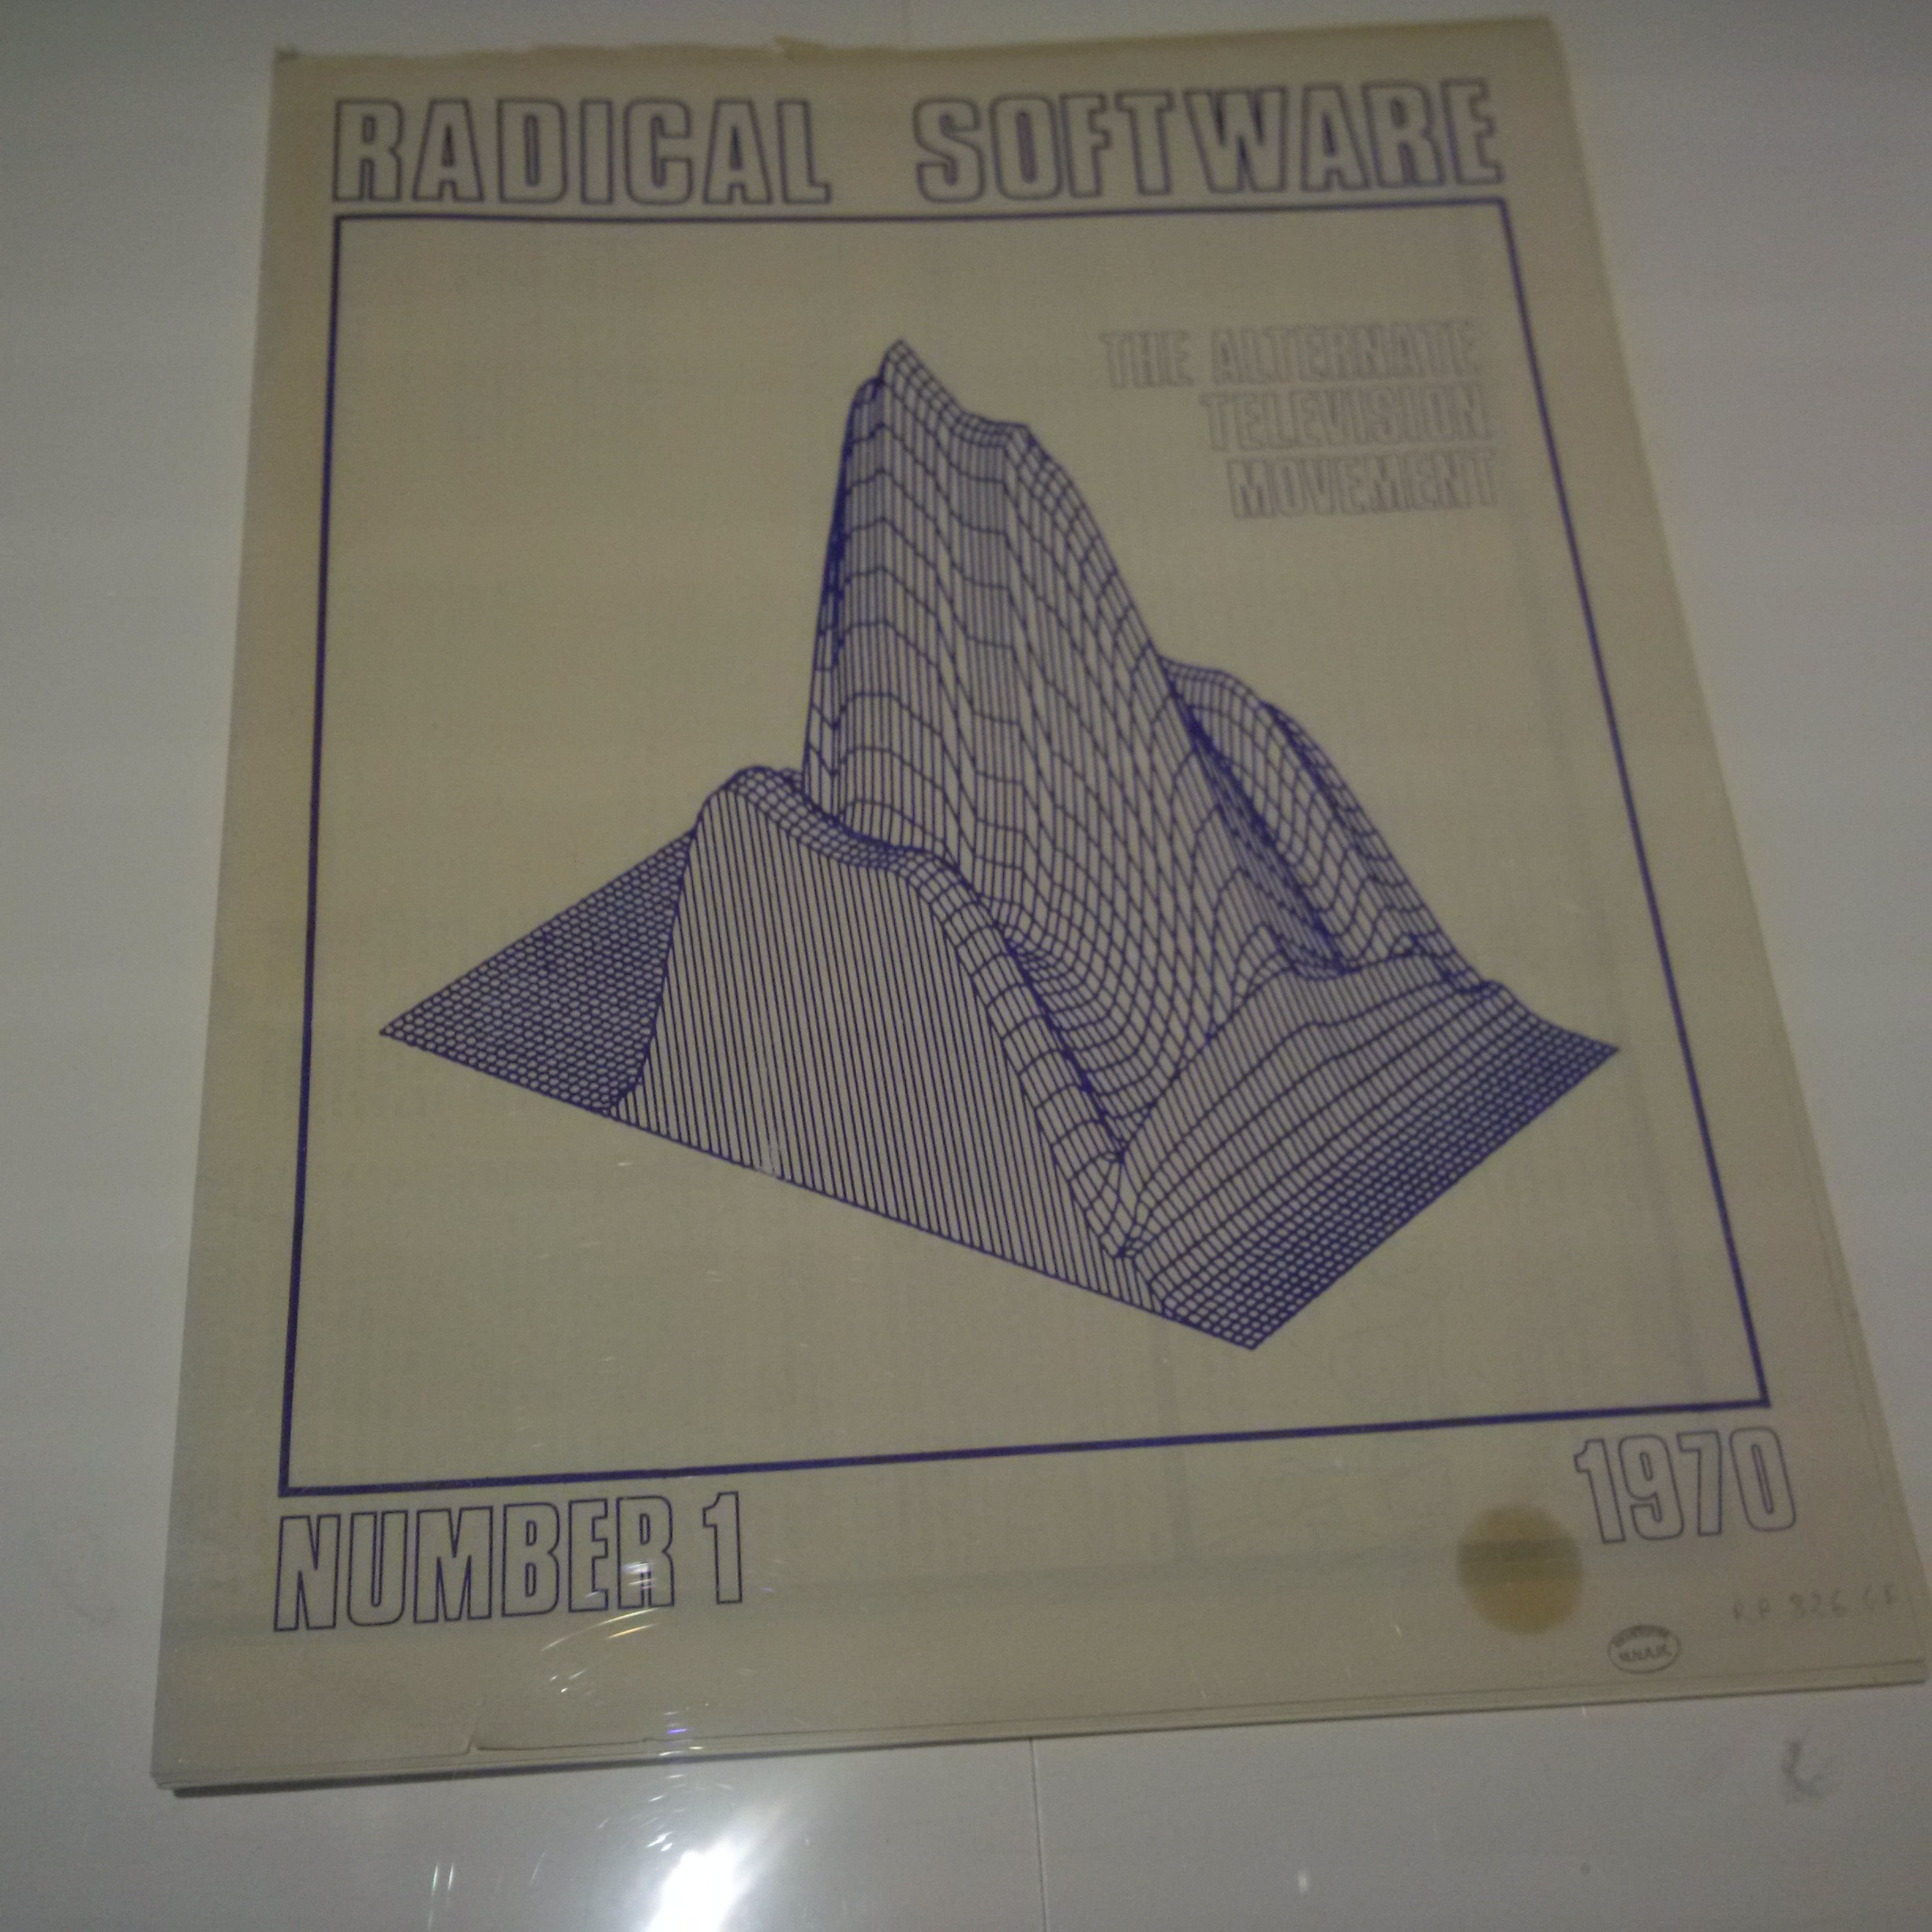 RADICAL SOFTWARE
THE ALTERNATE
TELEVISION
MOVEMENT
NUMBER 1
1970